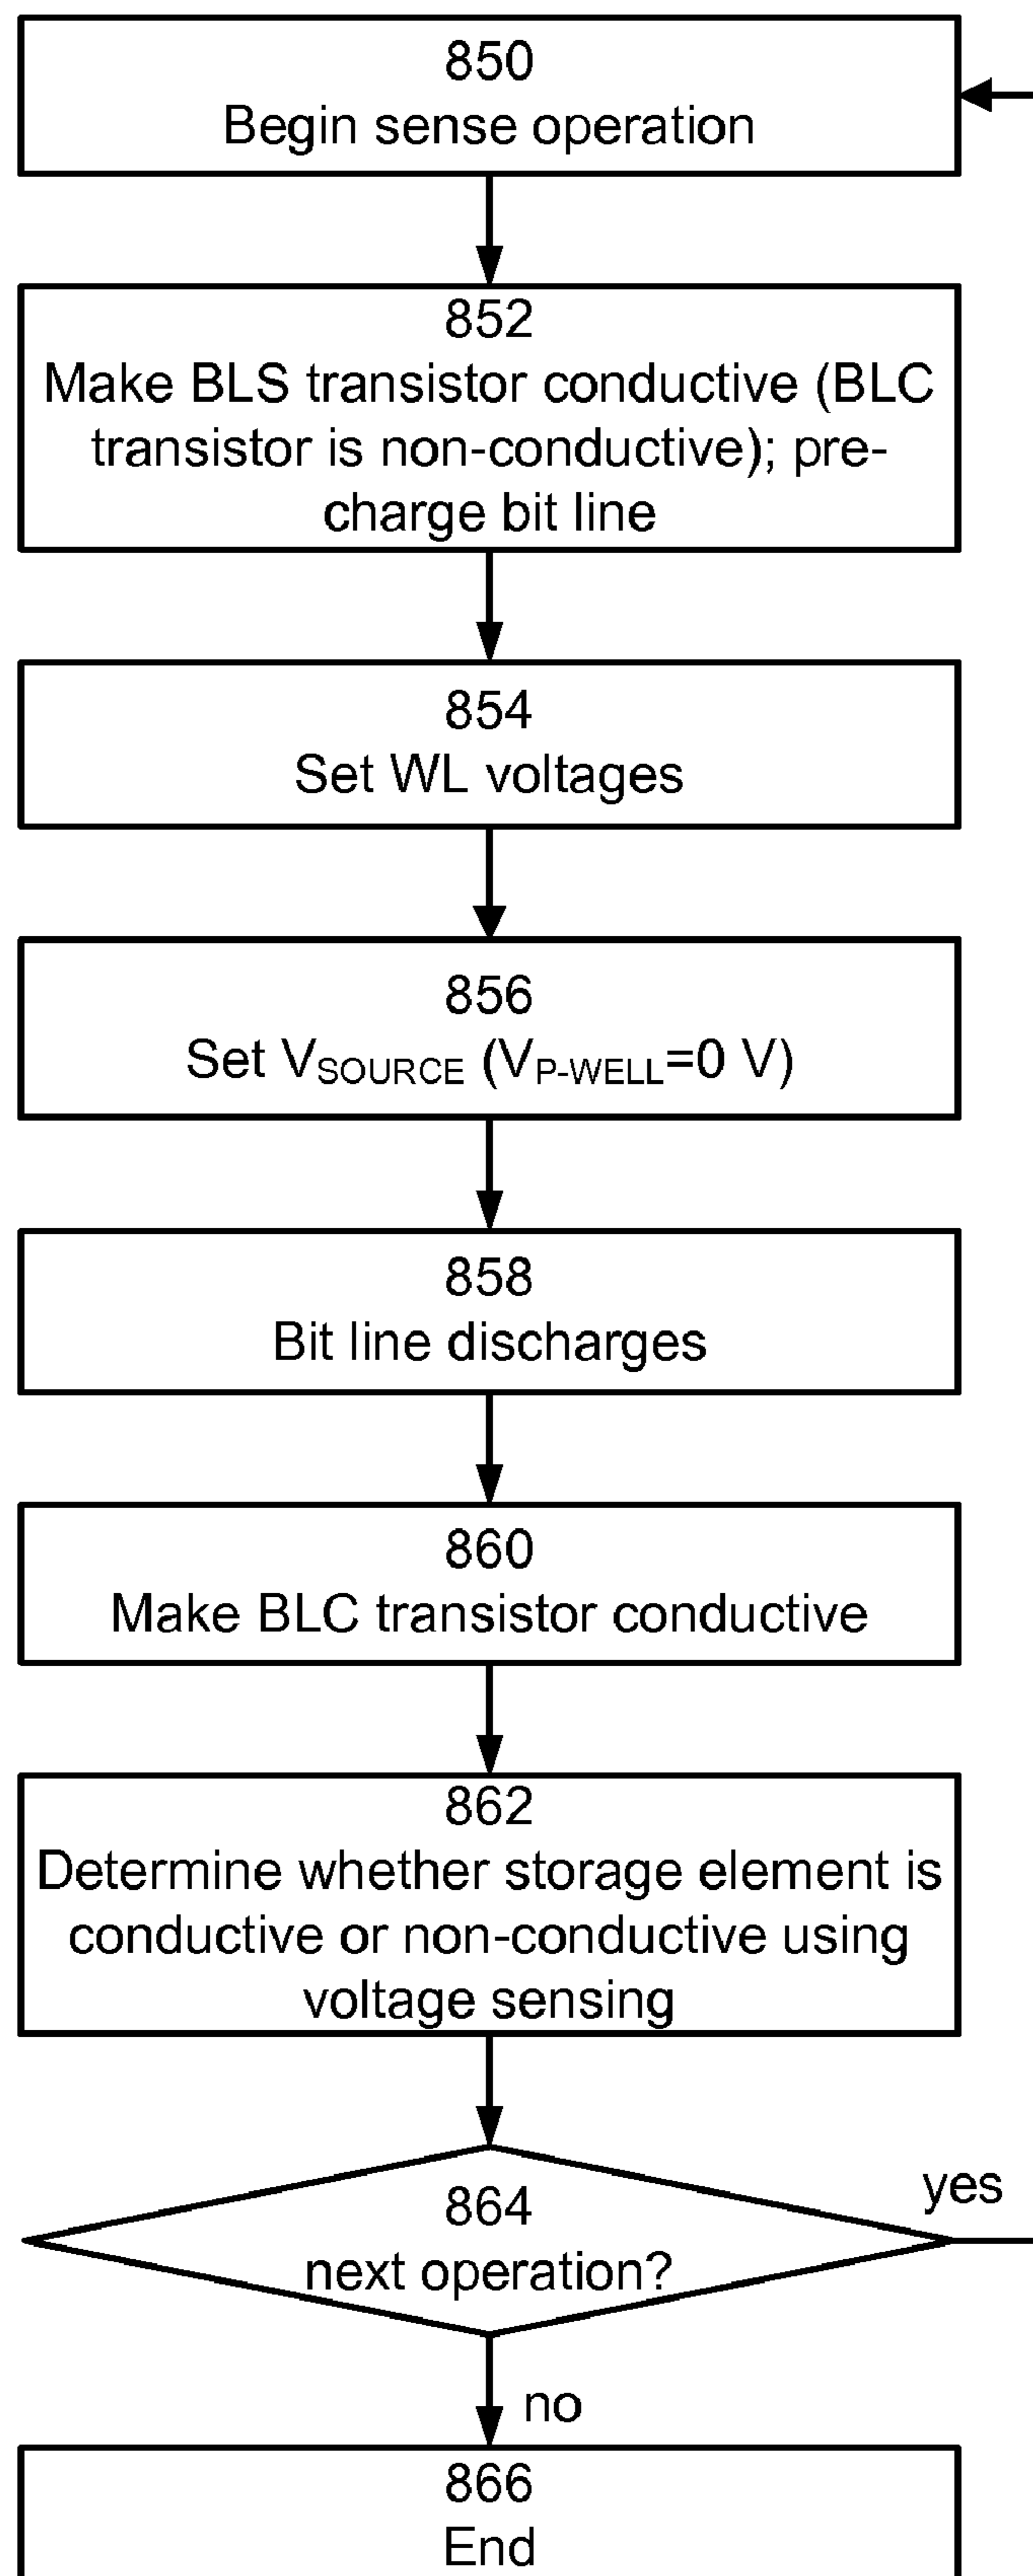 850
Begin sense operation
852
Make BLS transistor conductive (BLC
transistor is non-conductive); pre-
charge bit line
854
Set WL voltages
856
Set VSOURCE (VP-WELL=0 V)
858
Bit line discharges
860
Make BLC transistor conductive
862
Determine whether storage element is
conductive or non-conductive using
voltage sensing
yes
864
next operation?
no
866
End